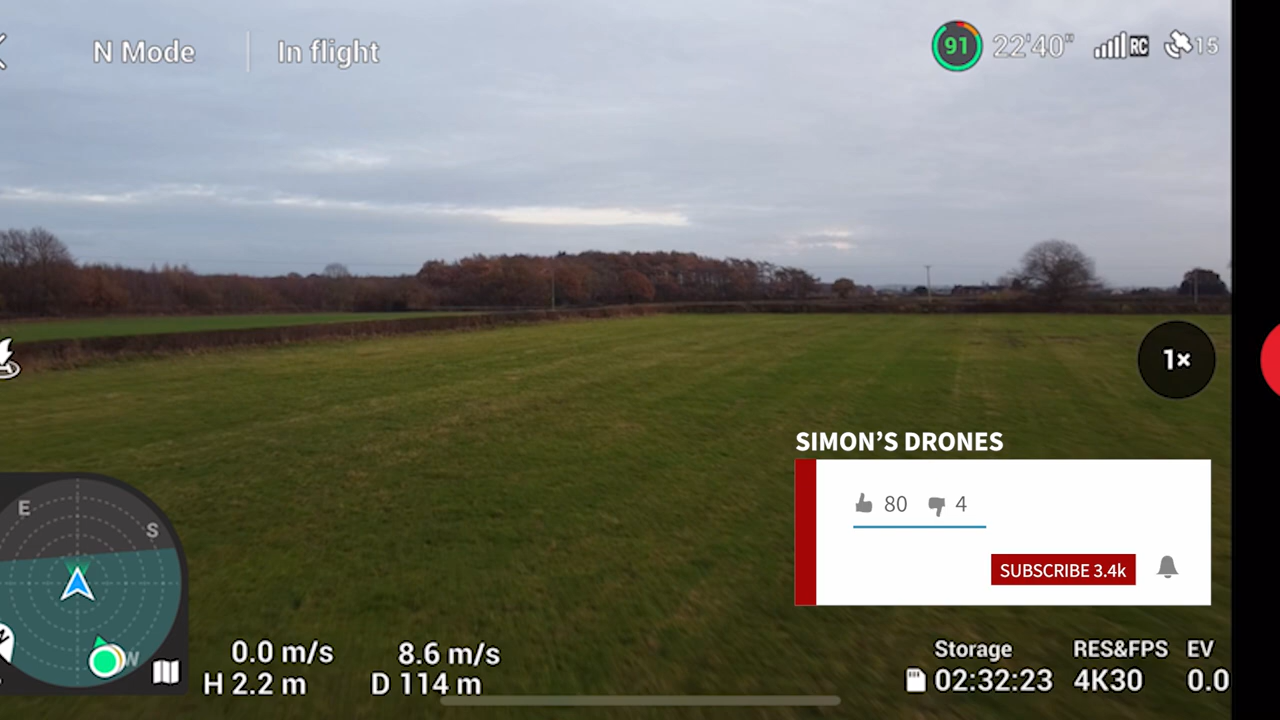 N Mode
In flight
91
22'40"
RC
15
1×
SIMON'S DRONES
80
4
SUBSCRIBE 3.4k
E
S
W
0.0 m/s
8.6 m/s
H 2.2 m
D 114 m
Storage
RES&FPS
EV
02:32:23
4K30
0.0